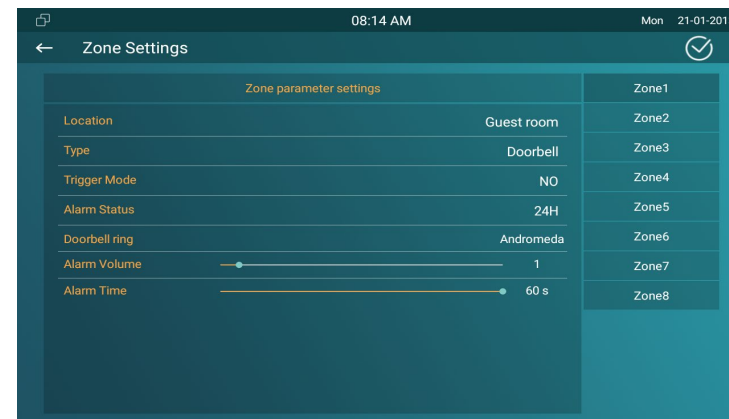 08:14 AM Mon 21-01-201
Zone Settings
Zone parameter settings
Location Guest room
Type Doorbell
Trigger Mode NO
Alarm Status 24H
Doorbell ring Andromeda
Alarm Volume 1
Alarm Time 60 s
Zone1
Zone2
Zone3
Zone4
Zone5
Zone6
Zone7
Zone8